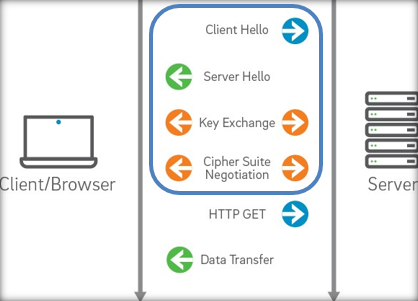 Client Hello
Server Hello
Key Exchange
Cipher Suite
Negotiation
Client/Browser
Server
HTTP GET
Data Transfer